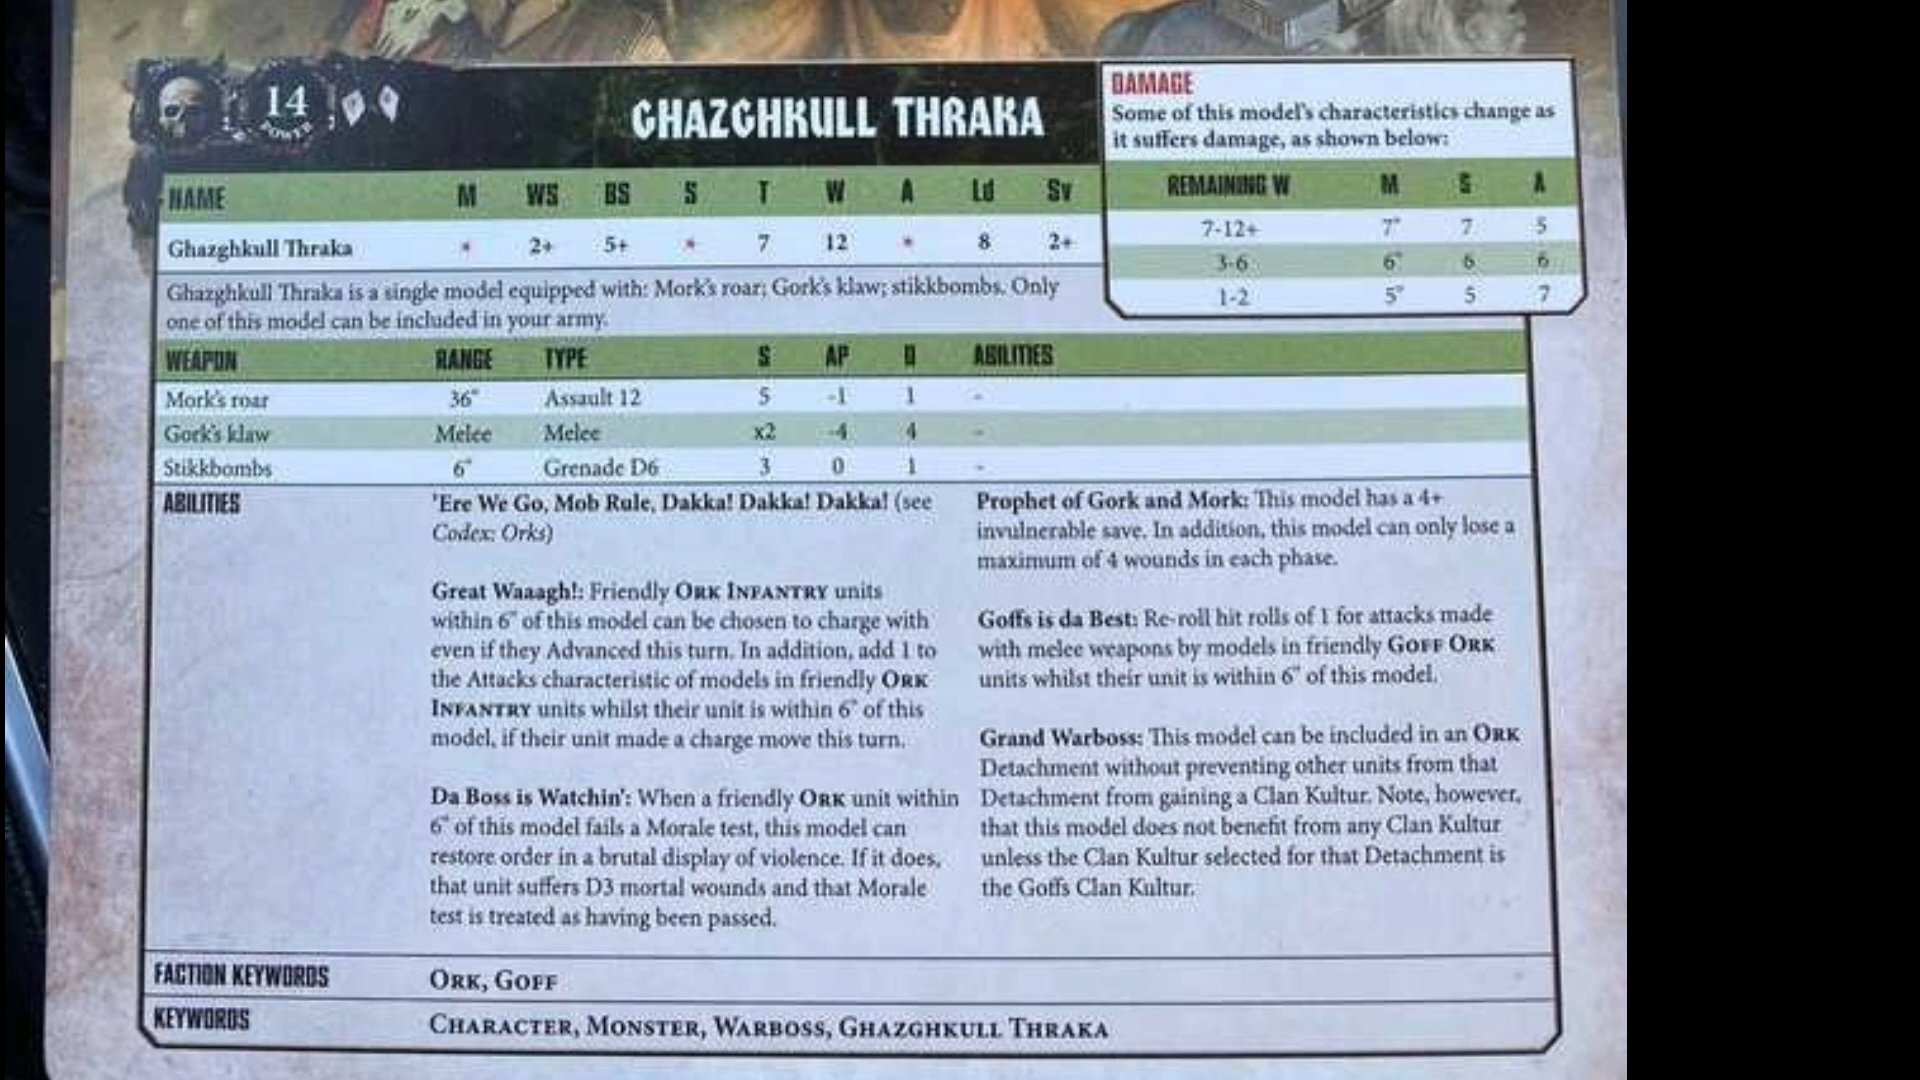 14
POWER
GHAZGHKULL THRAKA
DAMAGE
Some of this model's characteristics change as
it suffers damage, as shown below:
REMAINING W M S A
7-12+ 7" 7 5
3-6 6" 6 6
1-2 5" 5 7
NAME M WS BS S T W A Ld Sv
Ghazghkull Thraka * 2+ 5+ * 7 12 * 8 2+
Ghazghkull Thraka is a single model equipped with: Mork's roar; Gork's klaw; stikkbombs. Only
one of this model can be included in your army.
WEAPON RANGE TYPE S AP D ABILITIES
Mork's roar 36" Assault 12 5 -1 1 -
Gork's klaw Melee Melee x2 -4 4 -
Stikkbombs 6" Grenade D6 3 0 1 -
ABILITIES
'Ere We Go, Mob Rule, Dakka! Dakka! Dakka! (see
Codex: Orks)
Great Waaagh!: Friendly ORK INFANTRY units
within 6" of this model can be chosen to charge with
even if they Advanced this turn. In addition, add 1 to
the Attacks characteristic of models in friendly ORK
INFANTRY units whilst their unit is within 6" of this
model, if their unit made a charge move this turn.
Da Boss is Watchin': When a friendly ORK unit within
6" of this model fails a Morale test, this model can
restore order in a brutal display of violence. If it does,
that unit suffers D3 mortal wounds and that Morale
test is treated as having been passed.
Prophet of Gork and Mork: This model has a 4+
invulnerable save. In addition, this model can only lose a
maximum of 4 wounds in each phase.
Goffs is da Best: Re-roll hit rolls of 1 for attacks made
with melee weapons by models in friendly GOFF ORK
units whilst their unit is within 6" of this model.
Grand Warboss: This model can be included in an ORK
Detachment without preventing other units from that
Detachment from gaining a Clan Kultur. Note, however,
that this model does not benefit from any Clan Kultur
unless the Clan Kultur selected for that Detachment is
the Goffs Clan Kultur.
FACTION KEYWORDS ORK, GOFF
KEYWORDS CHARACTER, MONSTER, WARBOSS, GHAZGHKULL THRAKA